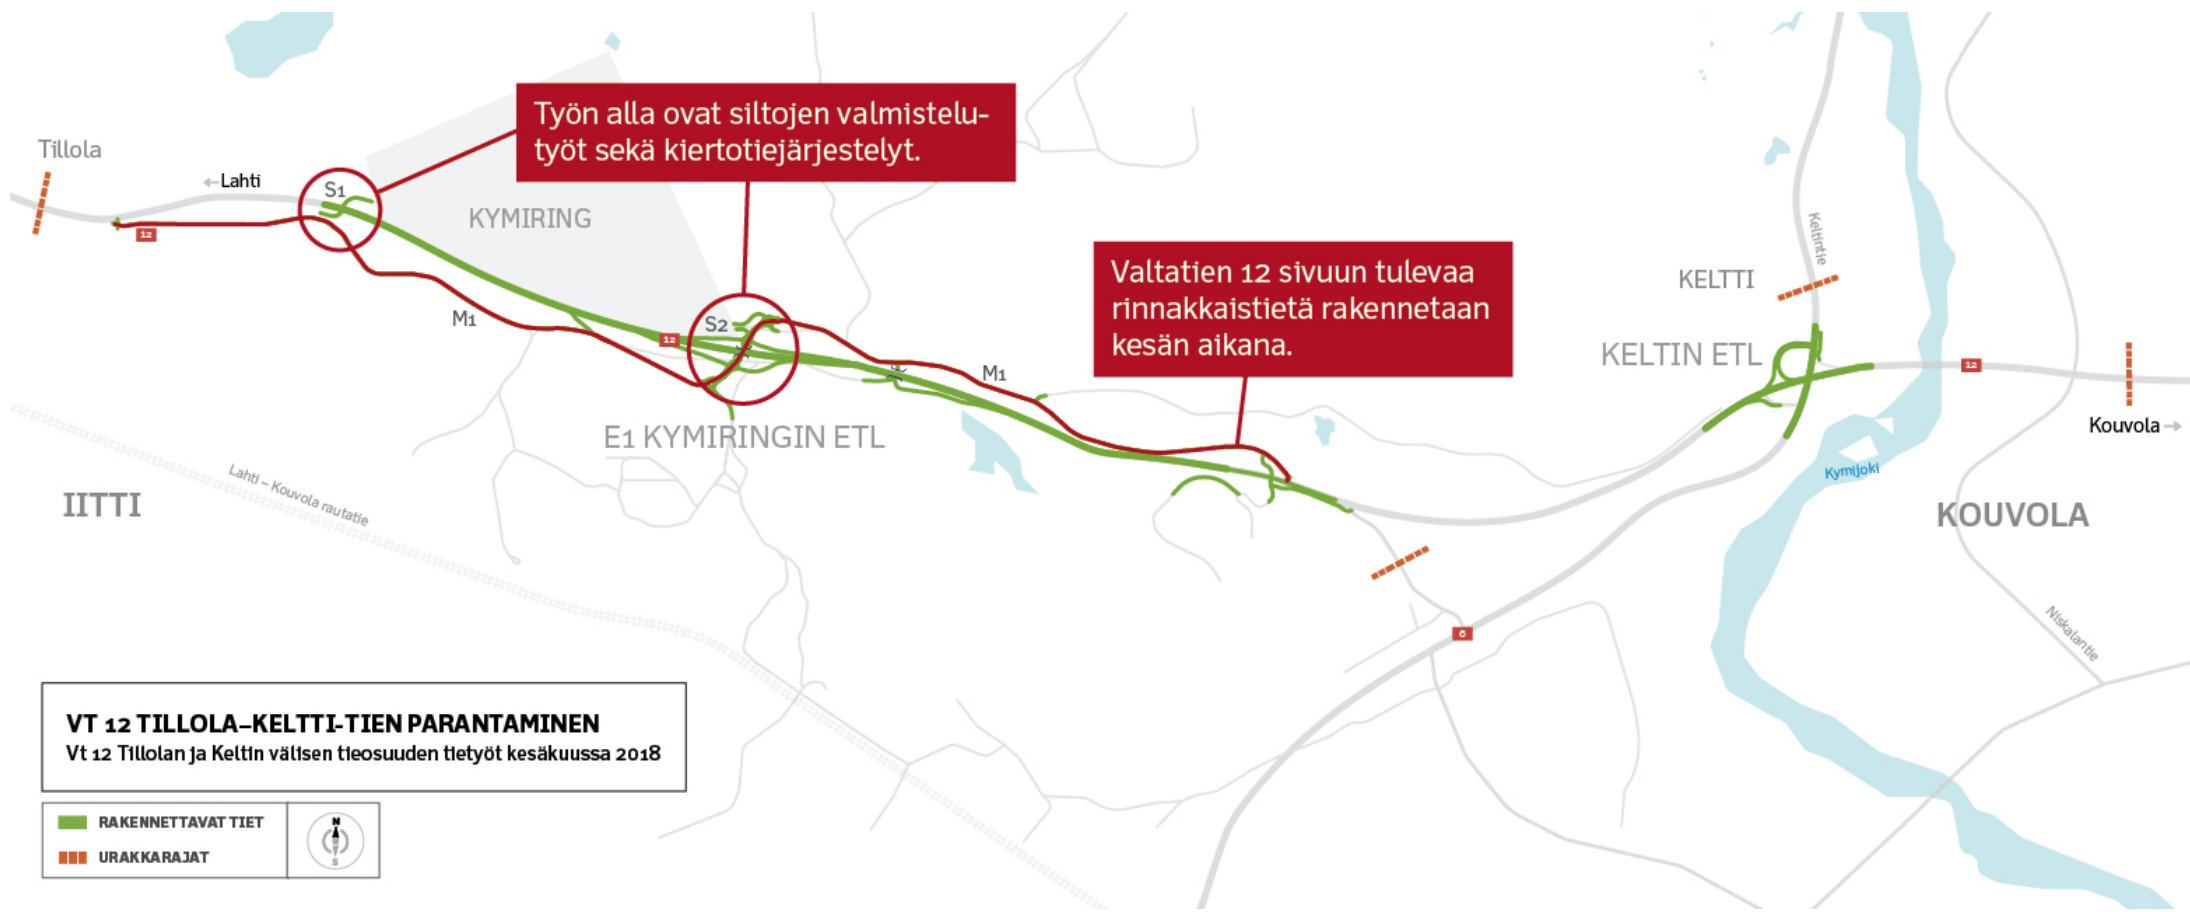 Työn alla ovat siltojen valmistelu-
työt sekä kiertotiejärjestelyt.
Tillola
←Lahti
S1
12
KYMIRING
M1
12
S2
M1
E1 KYMIRINGIN ETL
Valtatien 12 sivuun tulevaa
rinnakkaistietä rakennetaan
kesän aikana.
Keltintie
KELTTI
KELTIN ETL
12
Kouvola→
Kymijoki
IITTI
Lahti – Kouvola rautatie
KOUVOLA
6
Niskalantie
VT 12 TILLOLA–KELTTI-TIEN PARANTAMINEN
Vt 12 Tillolan ja Keltin välisen tieosuuden tietyöt kesäkuussa 2018
RAKENNETTAVAT TIET
URAKKARAJAT
N
S